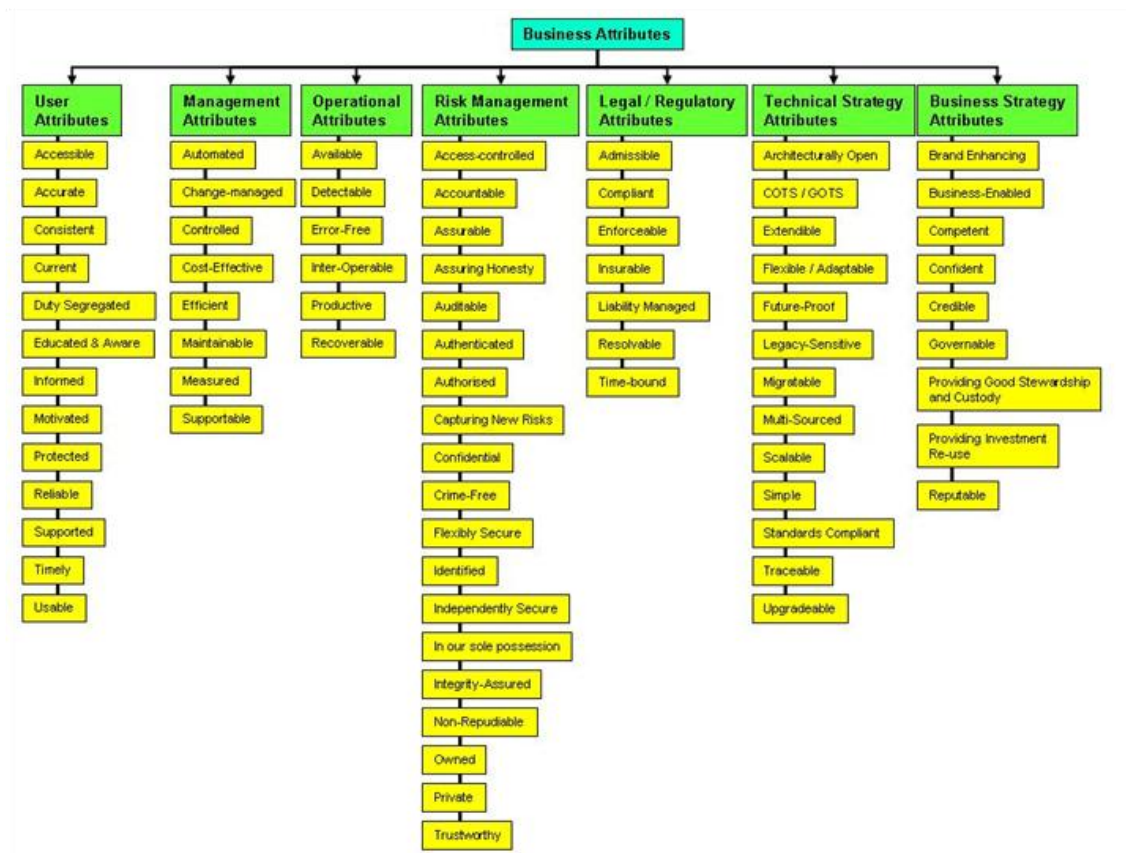 Business Attributes
User
Attributes
Accessible
Accurate
Consistent
Current
Duty Segregated
Educated & Aware
Informed
Motivated
Protected
Reliable
Supported
Timely
Usable
Management
Attributes
Automated
Change-managed
Controlled
Cost-Effective
Efficient
Maintainable
Measured
Supportable
Operational
Attributes
Available
Detectable
Error-Free
Inter-Operable
Productive
Recoverable
Risk Management
Attributes
Access-controlled
Accountable
Assurable
Assuring Honesty
Auditable
Authenticated
Authorised
Capturing New Risks
Confidential
Crime-Free
Flexibly Secure
Identified
Independently Secure
In our sole possession
Integrity-Assured
Non-Repudiable
Owned
Private
Trustworthy
Legal / Regulatory
Attributes
Admissible
Compliant
Enforceable
Insurable
Liability Managed
Resolvable
Time-bound
Technical Strategy
Attributes
Architecturally Open
COTS / GOTS
Extendible
Flexible / Adaptable
Future-Proof
Legacy-Sensitive
Migratable
Multi-Sourced
Scalable
Simple
Standards Compliant
Traceable
Upgradeable
Business Strategy
Attributes
Brand Enhancing
Business-Enabled
Competent
Confident
Credible
Governable
Providing Good Stewardship
and Custody
Providing Investment
Re-use
Reputable